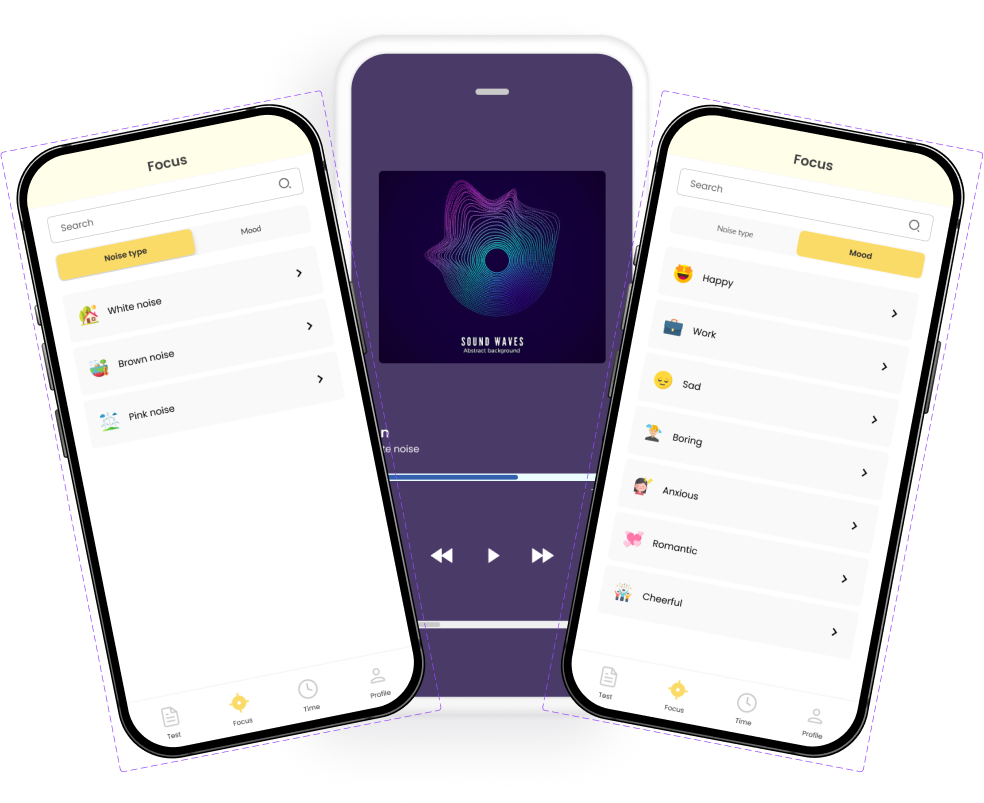 Focus
Search
Noise type
Mood
White noise
Brown noise
Pink noise
Test
Focus
Time
Profile
SOUND WAVES
Abstract background
noise
Focus
Search
Noise type
Mood
Happy
Work
Sad
Boring
Anxious
Romantic
Cheerful
Test
Focus
Time
Profile